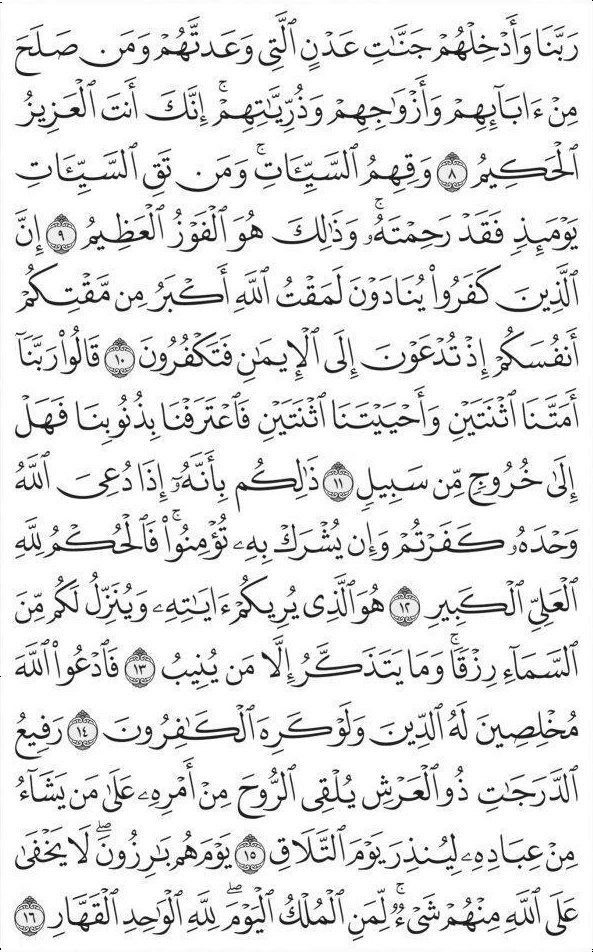 رَبَّنَا وَأَدۡخِلۡهُمۡ جَنَّٰتِ عَدۡنٍ ٱلَّتِي وَعَدتَّهُمۡ وَمَن صَلَحَ
مِنۡ ءَابَآئِهِمۡ وَأَزۡوَٰجِهِمۡ وَذُرِّيَّٰتِهِمۡۚ إِنَّكَ أَنتَ ٱلۡعَزِيزُ
ٱلۡحَكِيمُ ٨ وَقِهِمُ ٱلسَّيِّـَٔاتِۚ وَمَن تَقِ ٱلسَّيِّـَٔاتِ
يَوۡمَئِذٖ فَقَدۡ رَحِمۡتَهُۥۚ وَذَٰلِكَ هُوَ ٱلۡفَوۡزُ ٱلۡعَظِيمُ ٩ إِنَّ
ٱلَّذِينَ كَفَرُواْ يُنَادَوۡنَ لَمَقۡتُ ٱللَّهِ أَكۡبَرُ مِن مَّقۡتِكُمۡ
أَنفُسَكُمۡ إِذۡ تُدۡعَوۡنَ إِلَى ٱلۡإِيمَٰنِ فَتَكۡفُرُونَ ١٠ قَالُواْ رَبَّنَآ
أَمَتَّنَا ٱثۡنَتَيۡنِ وَأَحۡيَيۡتَنَا ٱثۡنَتَيۡنِ فَٱعۡتَرَفۡنَا بِذُنُوبِنَا فَهَلۡ
إِلَىٰ خُرُوجٖ مِّن سَبِيلٖ ١١ ذَٰلِكُم بِأَنَّهُۥٓ إِذَا دُعِيَ ٱللَّهُ
وَحۡدَهُۥ كَفَرۡتُمۡ وَإِن يُشۡرَكۡ بِهِۦ تُؤۡمِنُواْۚ فَٱلۡحُكۡمُ لِلَّهِ
ٱلۡعَلِيِّ ٱلۡكَبِيرِ ١٢ هُوَ ٱلَّذِي يُرِيكُمۡ ءَايَٰتِهِۦ وَيُنَزِّلُ لَكُم مِّنَ
ٱلسَّمَآءِ رِزۡقٗاۚ وَمَا يَتَذَكَّرُ إِلَّا مَن يُنِيبُ ١٣ فَٱدۡعُواْ ٱللَّهَ
مُخۡلِصِينَ لَهُ ٱلدِّينَ وَلَوۡ كَرِهَ ٱلۡكَٰفِرُونَ ١٤ رَفِيعُ
ٱلدَّرَجَٰتِ ذُو ٱلۡعَرۡشِ يُلۡقِي ٱلرُّوحَ مِنۡ أَمۡرِهِۦ عَلَىٰ مَن يَشَآءُ
مِنۡ عِبَادِهِۦ لِيُنذِرَ يَوۡمَ ٱلتَّلَاقِ ١٥ يَوۡمَ هُم بَٰرِزُونَۖ لَا يَخۡفَىٰ
عَلَى ٱللَّهِ مِنۡهُمۡ شَيۡءٞۚ لِّمَنِ ٱلۡمُلۡكُ ٱلۡيَوۡمَۖ لِلَّهِ ٱلۡوَٰحِدِ ٱلۡقَهَّارِ ١٦